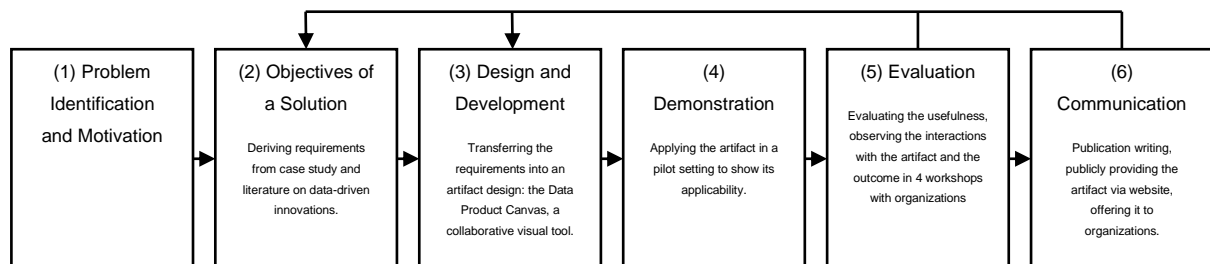 (1) Problem
Identification
and Motivation
(2) Objectives of
a Solution
Deriving requirements
from case study and
literature on data-driven
innovations.
(3) Design and
Development
Transferring the
requirements into an
artifact design: the Data
Product Canvas, a
collaborative visual tool.
(4)
Demonstration
Applying the artifact in a
pilot setting to show its
applicability.
(5) Evaluation
Evaluating the usefulness,
observing the interactions
with the artifact and the
outcome in 4 workshops
with organizations
(6)
Communication
Publication writing,
publicly providing the
artifact via website,
offering it to
organizations.